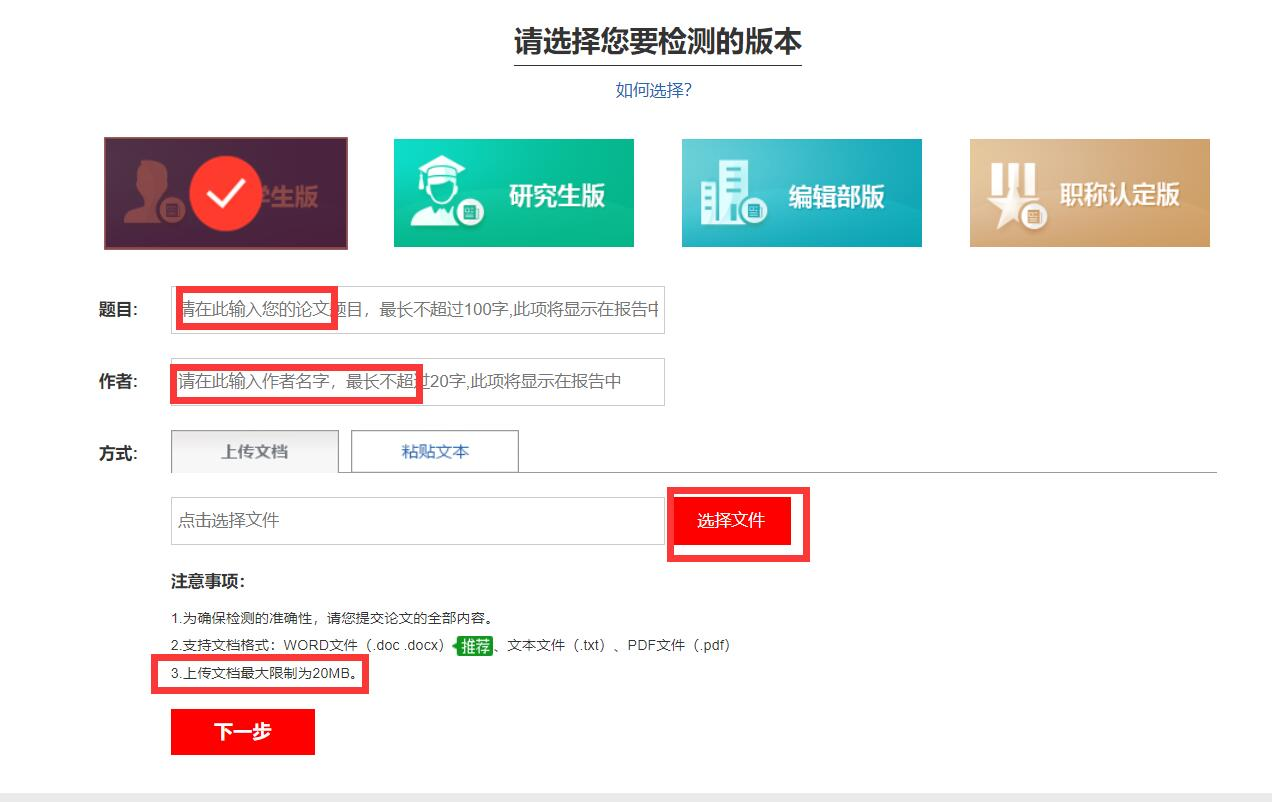 请选择您要检测的版本
如何选择?
学生版
研究生版
编辑部版
职称认定版
题目:
请在此输入您的论文题目，最长不超过100字,此项将显示在报告中
作者:
请在此输入作者名字，最长不超过20字,此项将显示在报告中
方式:
上传文档
粘贴文本
点击选择文件
选择文件
注意事项：
1.为确保检测的准确性，请您提交论文的全部内容。
2.支持文档格式：WORD文件（.doc .docx）推荐、文本文件（.txt）、PDF文件（.pdf）
3.上传文档最大限制为20MB。
下一步